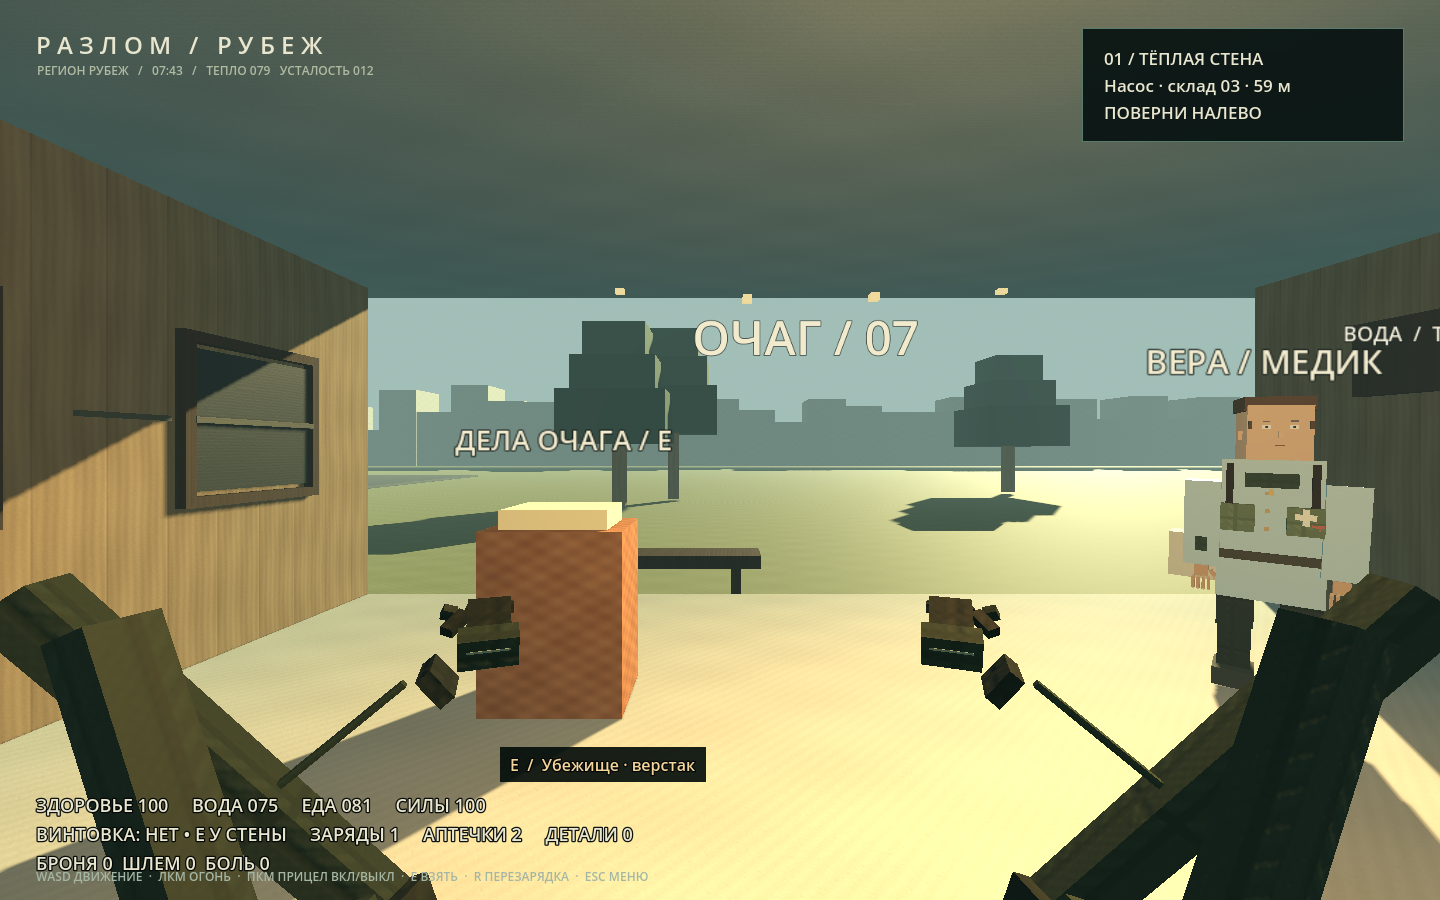 РАЗЛОМ / РУБЕЖ
РЕГИОН РУБЕЖ / 07:43 / ТЕПЛО 079 УСТАЛОСТЬ 012
01 / ТЁПЛАЯ СТЕНА
Насос · склад 03 · 59 м
ПОВЕРНИ НАЛЕВО
ОЧАГ / 07
ВОДА / Т
ВЕРА / МЕДИК
ДЕЛА ОЧАГА / Е
E / Убежище · верстак
ЗДОРОВЬЕ 100 ВОДА 075 ЕДА 081 СИЛЫ 100
ВИНТОВКА: НЕТ • E У СТЕНЫ ЗАРЯДЫ 1 АПТЕЧКИ 2 ДЕТАЛИ 0
БРОНЯ 0 ШЛЕМ 0 БОЛЬ 0
WASD ДВИЖЕНИЕ · ЛКМ ОГОНЬ · ПКМ ПРИЦЕЛ ВКЛ/ВЫКЛ · E ВЗЯТЬ · R ПЕРЕЗАРЯДКА · ESC МЕНЮ